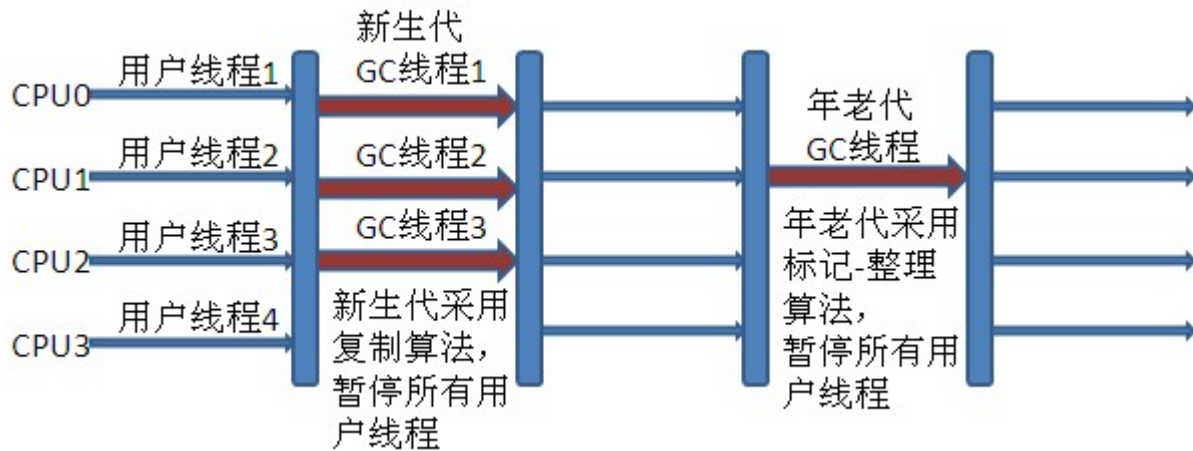 新生代
GC线程1
用户线程1
CPU0
用户线程2
CPU1
GC线程2
用户线程3
CPU2
GC线程3
用户线程4
CPU3
新生代采用
复制算法，
暂停所有用
户线程
年老代
GC线程
年老代采用
标记-整理
算法，
暂停所有用
户线程